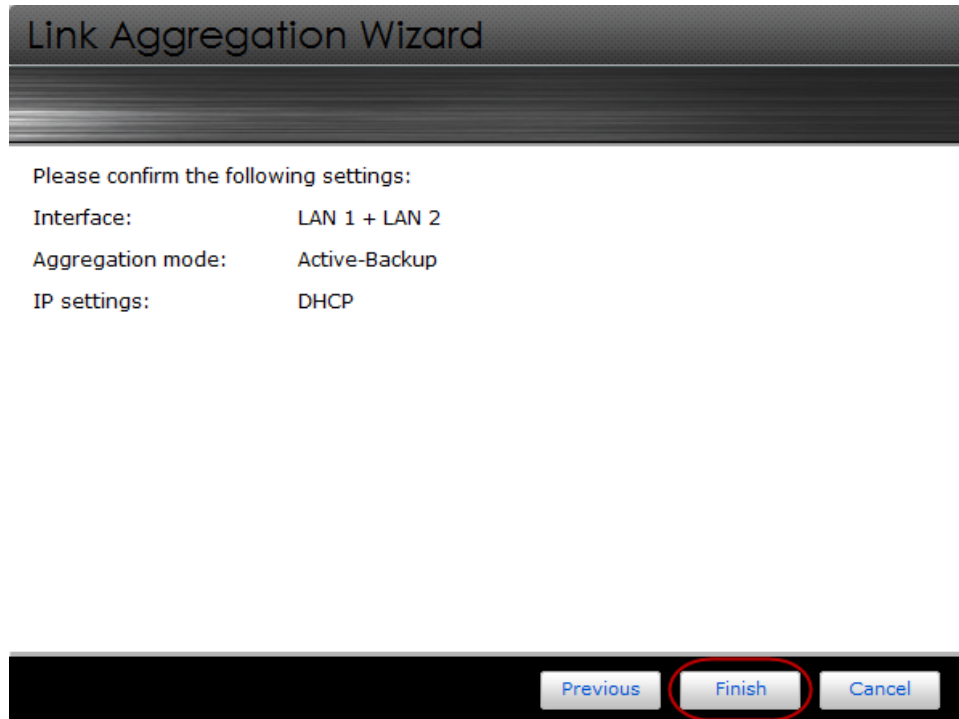 Link Aggregation Wizard
Please confirm the following settings:
Interface: LAN 1 + LAN 2
Aggregation mode: Active-Backup
IP settings: DHCP
Previous Finish Cancel